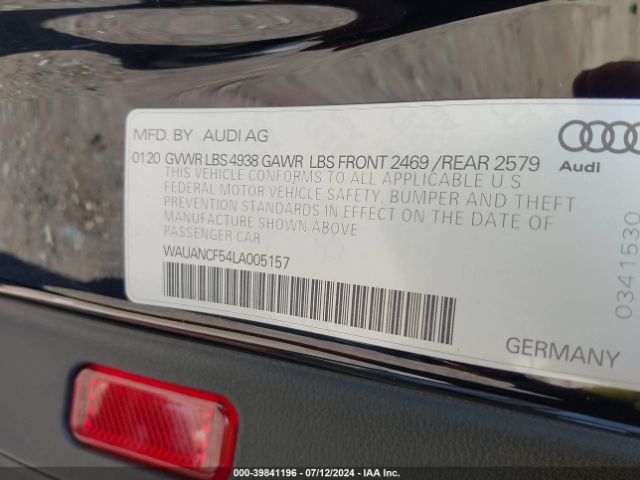 MFD. BY AUDI AG
0120 GVWR LBS 4938 GAWR LBS FRONT 2469 /REAR 2579
THIS VEHICLE CONFORMS TO ALL APPLICABLE U.S.
FEDERAL MOTOR VEHICLE SAFETY, BUMPER AND THEFT
PREVENTION STANDARDS IN EFFECT ON THE DATE OF
MANUFACTURE SHOWN ABOVE
PASSENGER CAR
WAUANCF54LA005157
Audi
0341530
GERMANY
000-39841196 - 07/12/2024 - IAA Inc.